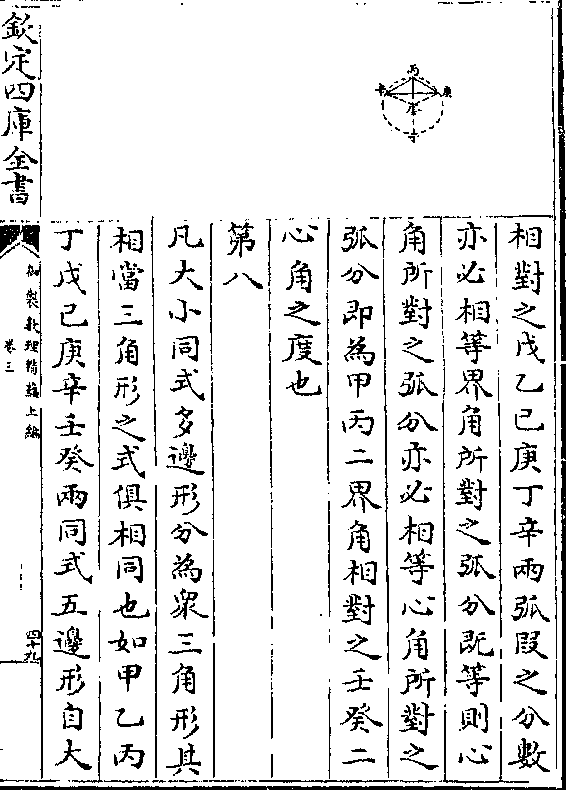 相對之戊乙己庚丁辛兩弧叚之分數
亦必相等界角所對之弧分既等則心
角所對之弧分亦必相等心角所對之
弧分即為甲丙二界角相對之壬癸二
心角之度也
第八
凡大小同式多邊形分為衆三角形其
相當三角形之式俱相同也如甲乙丙
丁戊己庚辛壬癸兩同式五邊形自大
欽定四庫全書
御製數理精蘊上編
卷三
四十九
丙
庚